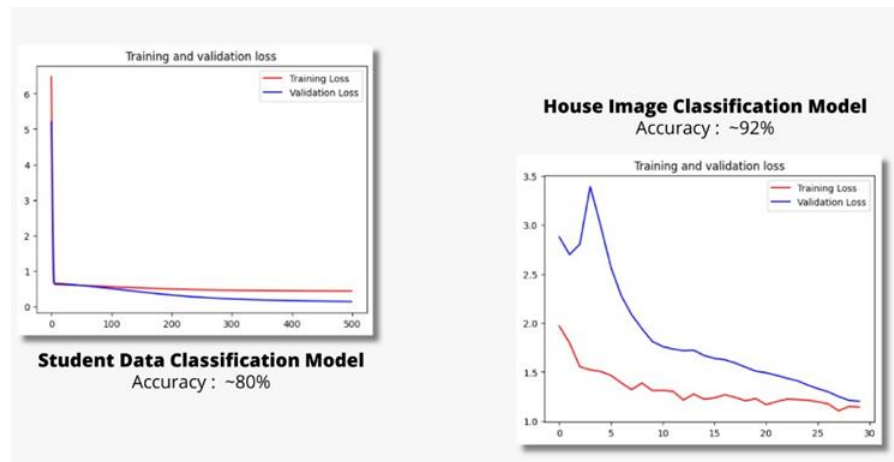 Training and validation loss
Training Loss
Validation Loss
6
5
4
3
2
1
0
0 100 200 300 400 500
Student Data Classification Model
Accuracy : ~80%
House Image Classification Model
Accuracy : ~92%
Training and validation loss
Training Loss
Validation Loss
3.5
3.0
2.5
2.0
1.5
1.0
0 5 10 15 20 25 30